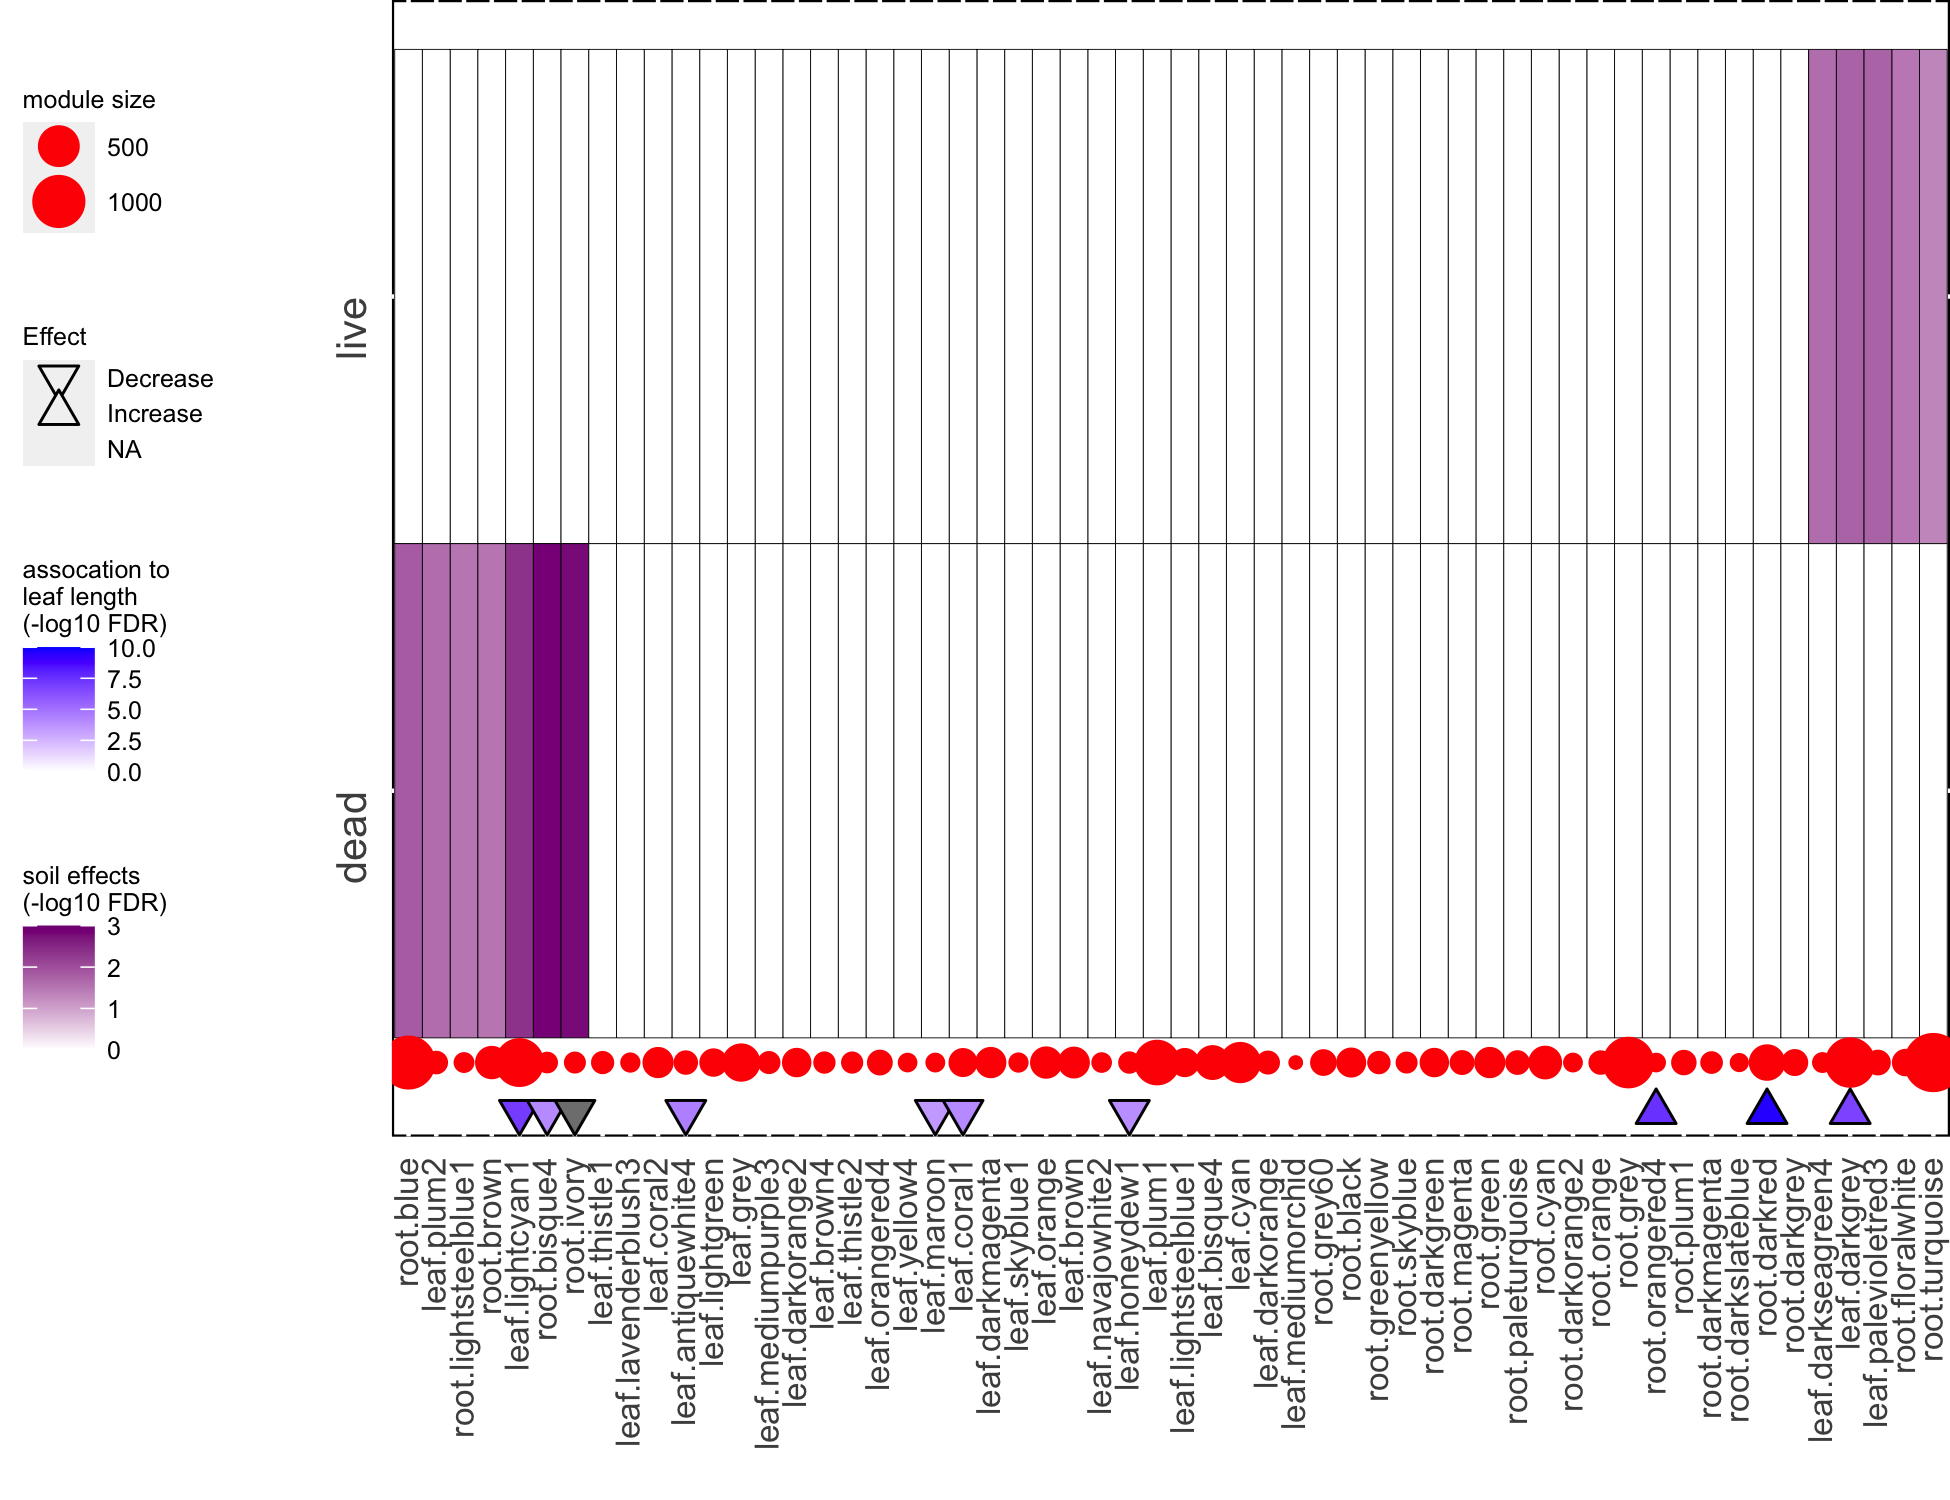 module size
500
1000
Effect
Decrease
Increase
NA
assocation to
leaf length
(-log10 FDR)
10.0
7.5
5.0
2.5
0.0
soil effects
(-log10 FDR)
3
2
1
0
live
dead
root.blue
leaf.plum2
root.lightsteelblue1
root.brown
leaf.lightcyan1
root.bisque4
root.ivory
leaf.thistle1
leaf.lavenderblush3
leaf.coral2
leaf.antiquewhite4
leaf.lightgreen
leaf.grey
leaf.mediumpurple3
leaf.darkorange2
leaf.brown4
leaf.thistle2
leaf.orangered4
leaf.yellow4
leaf.maroon
leaf.coral1
leaf.darkmagenta
leaf.skyblue1
leaf.orange
leaf.brown
leaf.navajowhite2
leaf.honeydew1
leaf.plum1
leaf.lightsteelblue1
leaf.bisque4
leaf.cyan
leaf.darkorange
leaf.mediumorchid
root.grey60
root.black
root.greenyellow
root.skyblue
root.darkgreen
root.magenta
root.green
root.paleturquoise
root.cyan
root.darkorange2
root.orange
root.grey
root.orangered4
root.plum1
root.darkmagenta
root.darkslateblue
root.darkred
root.darkgrey
leaf.darkseagreen4
leaf.darkgrey
leaf.palevioletred3
root.floralwhite
root.turquoise